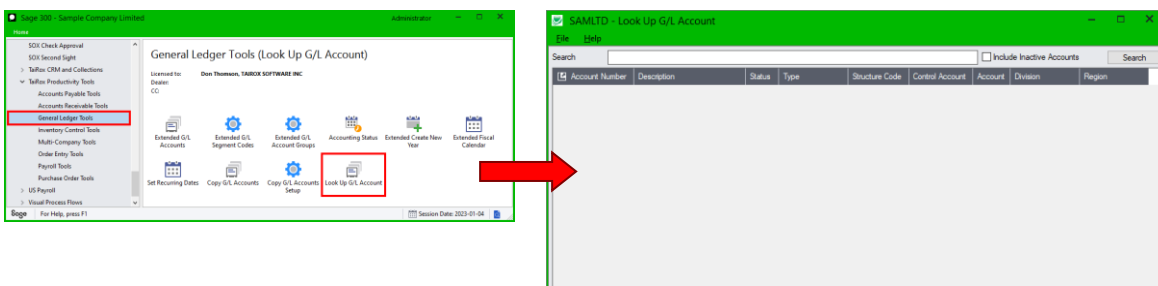 Sage 300 - Sample Company Limited
Administrator
Home
SOX Check Approval
SOX Second Sight
TaiRox CRM and Collections
TaiRox Productivity Tools
Accounts Payable Tools
Accounts Receivable Tools
General Ledger Tools
Inventory Control Tools
Multi-Company Tools
Order Entry Tools
Payroll Tools
Purchase Order Tools
US Payroll
Visual Process Flows
General Ledger Tools (Look Up G/L Account)
Licensed to: Don Thomson, TAIROX SOFTWARE INC
Dealer:
CC:
Extended G/L Accounts
Extended G/L Segment Codes
Extended G/L Account Groups
Accounting Status
Extended Create New Year
Extended Fiscal Calendar
Set Recurring Dates
Copy G/L Accounts
Copy G/L Accounts Setup
Look Up G/L Account
Sage For Help, press F1
Session Date: 2023-01-04
SAMLTD - Look Up G/L Account
File Help
Search
Include Inactive Accounts
Search
Account Number Description Status Type Structure Code Control Account Account Division Region